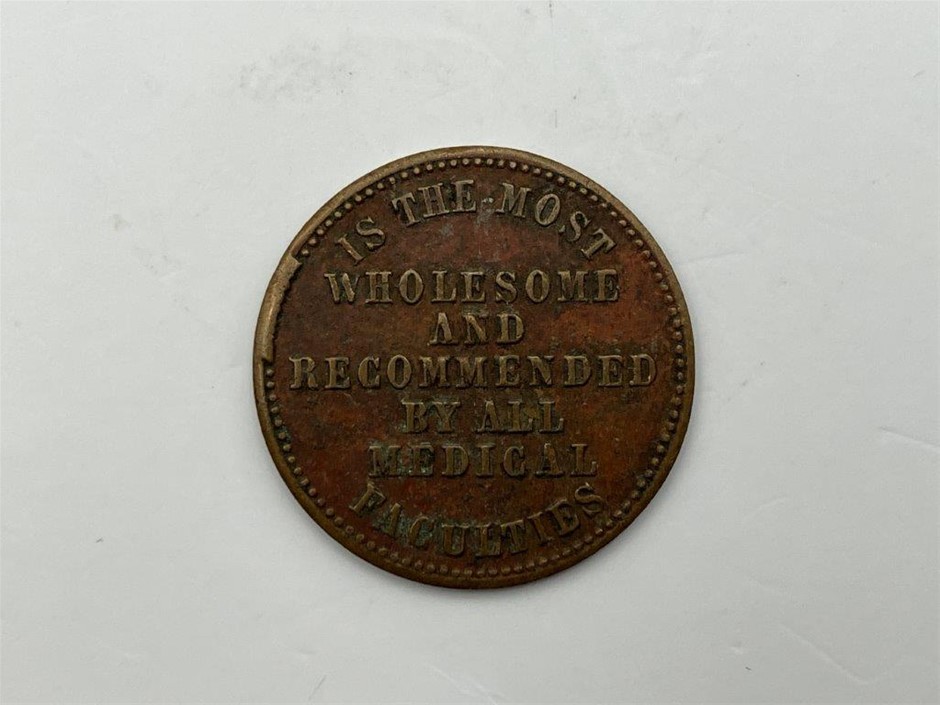 IS THE MOST
WHOLESOME
AND
RECOMMENDED
BY ALL
MEDICAL
FACULTIES